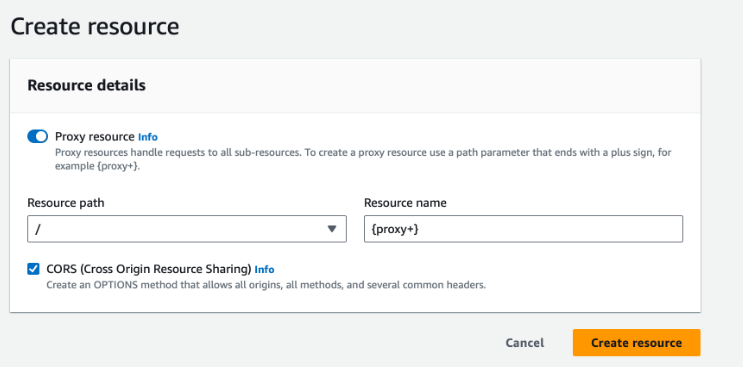 Create resource
Resource details
Proxy resource Info
Proxy resources handle requests to all sub-resources. To create a proxy resource use a path parameter that ends with a plus sign, for
example {proxy+}.
Resource path
Resource name
/
{proxy+}
CORS (Cross Origin Resource Sharing) Info
Create an OPTIONS method that allows all origins, all methods, and several common headers.
Cancel
Create resource